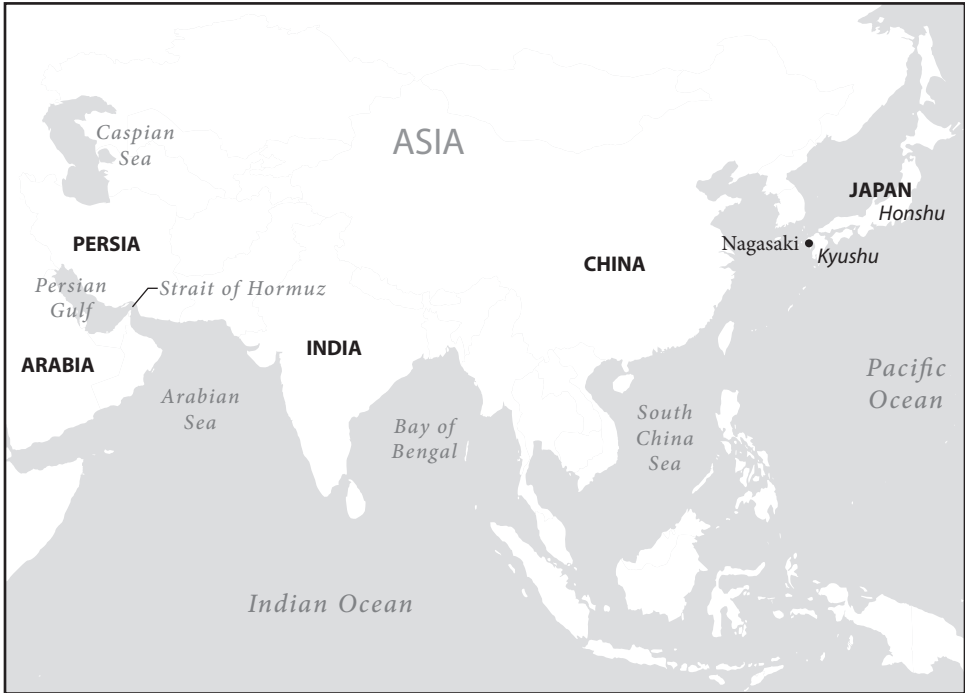 Caspian
Sea
ASIA
JAPAN
Honshu
PERSIA
Nagasaki
Kyushu
CHINA
Persian
Gulf
Strait of Hormuz
INDIA
ARABIA
Arabian
Sea
Bay of
Bengal
South
China
Sea
Pacific
Ocean
Indian Ocean